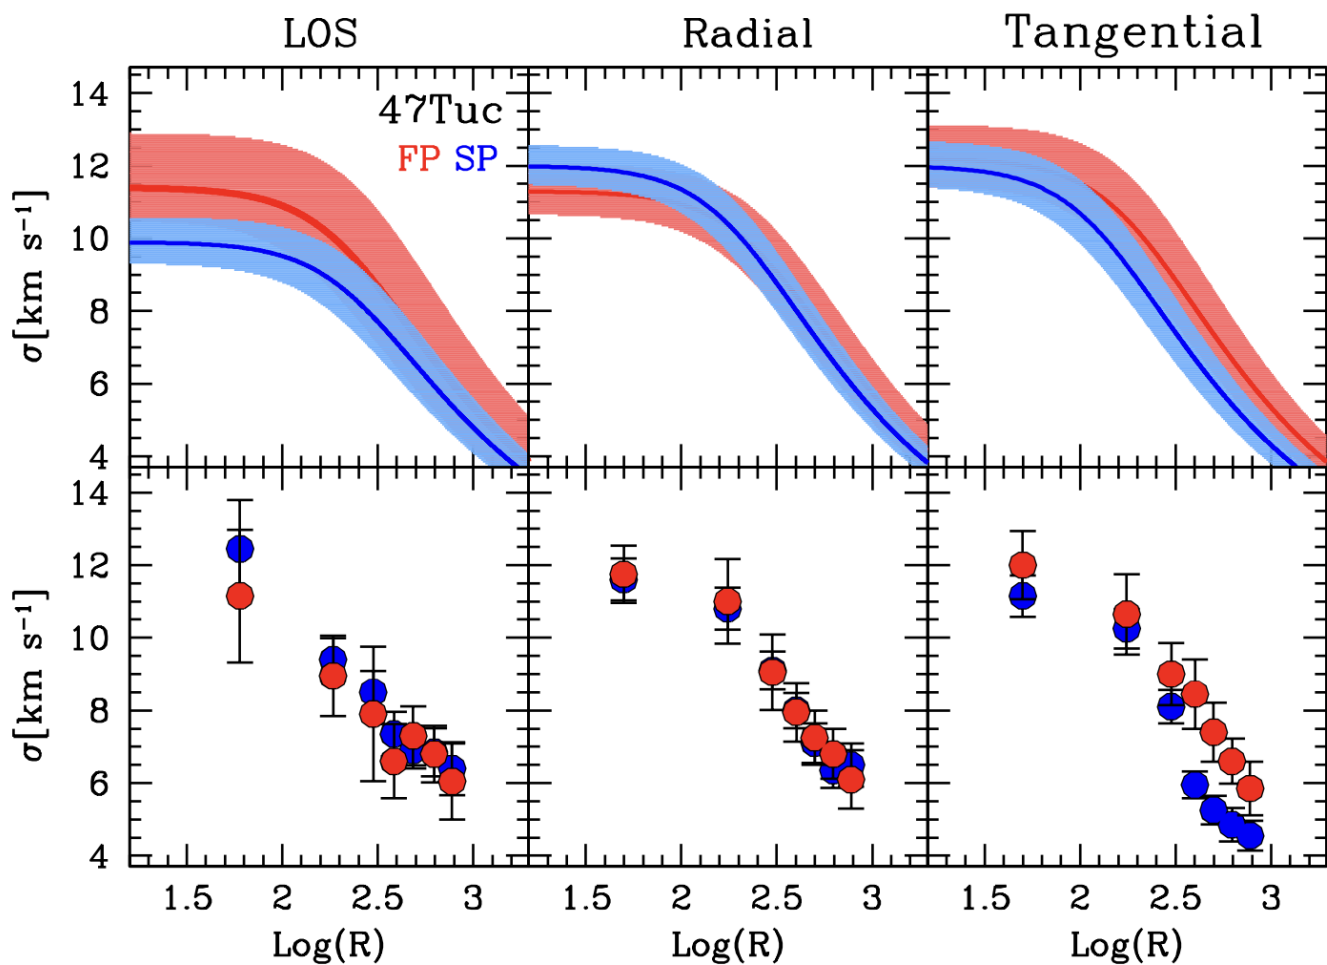 LOS Radial Tangential
47Tuc
FP SP
σ[km s⁻¹]
14
12
10
8
6
4
σ[km s⁻¹]
14
12
10
8
6
4
1.5 2 2.5 3 1.5 2 2.5 3 1.5 2 2.5 3
Log(R) Log(R) Log(R)